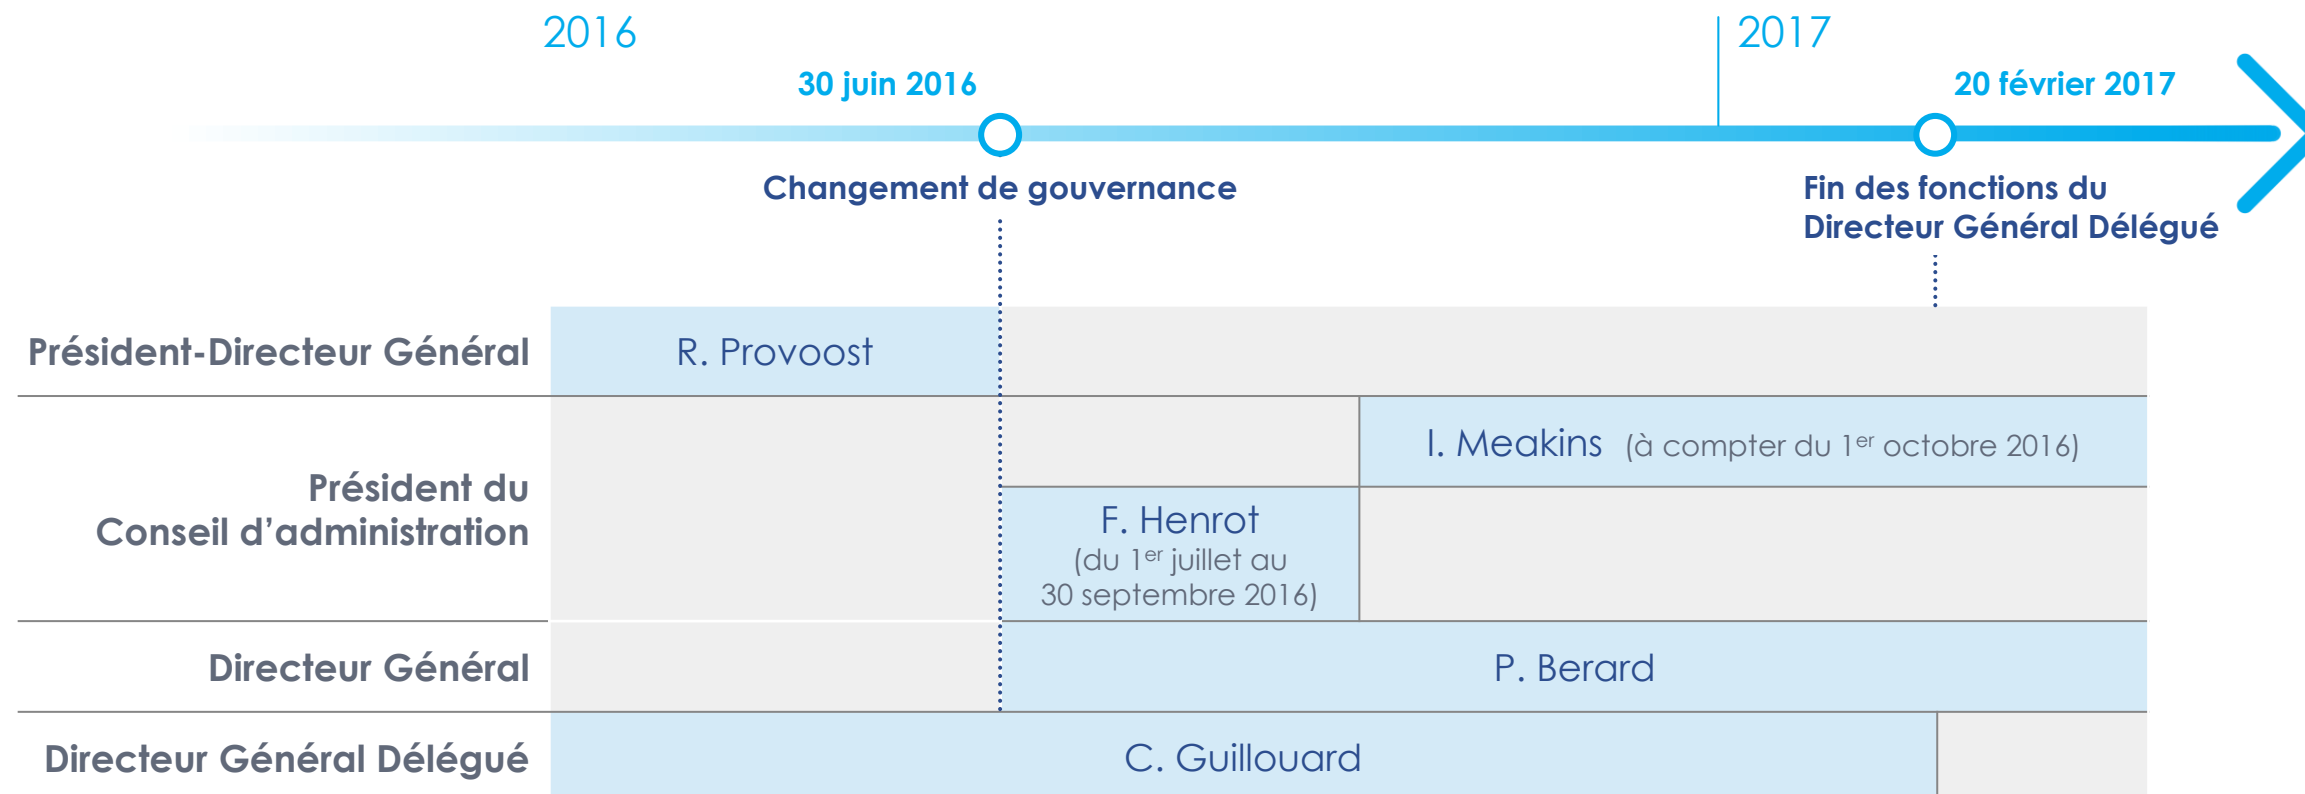 2016
2017
30 juin 2016
20 février 2017
Changement de gouvernance
Fin des fonctions du
Directeur Général Délégué
Président-Directeur Général
R. Provoost
Président du
Conseil d’administration
I. Meakins (à compter du 1er octobre 2016)
F. Henrot
(du 1er juillet au
30 septembre 2016)
Directeur Général
P. Berard
Directeur Général Délégué
C. Guillouard